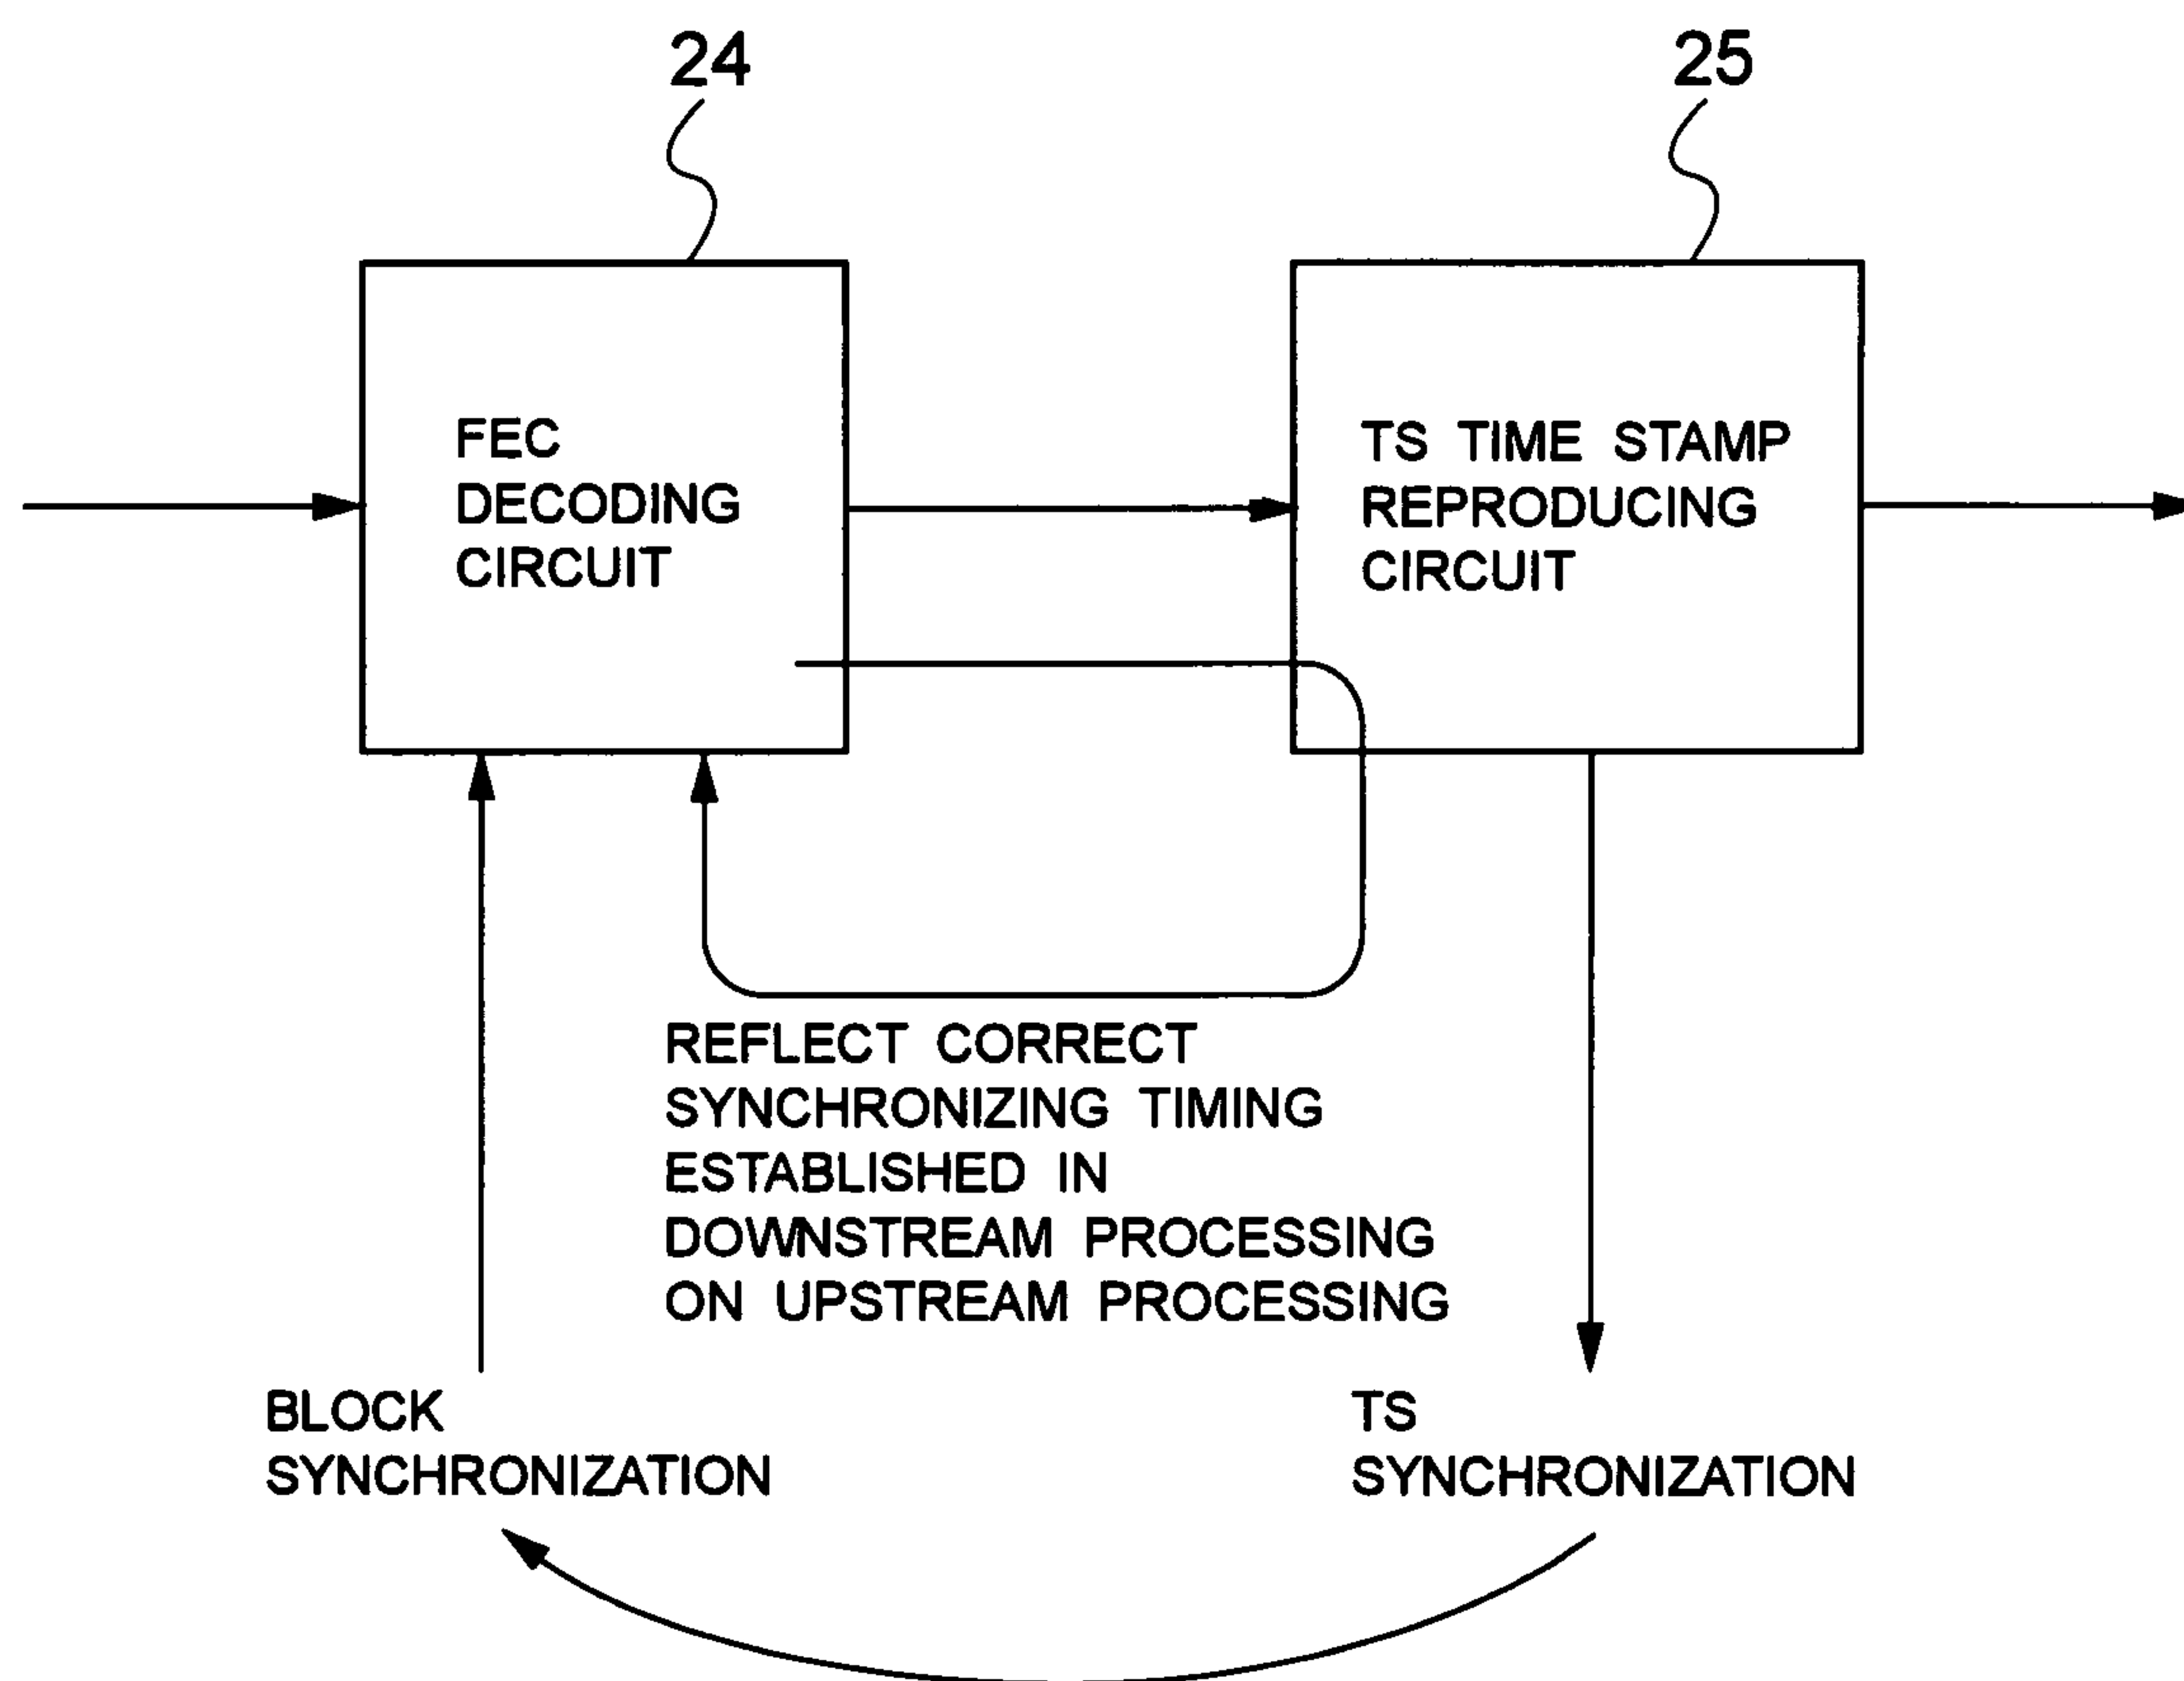 24
25
FEC
DECODING
CIRCUIT
TS TIME STAMP
REPRODUCING
CIRCUIT
REFLECT CORRECT
SYNCHRONIZING TIMING
ESTABLISHED IN
DOWNSTREAM PROCESSING
ON UPSTREAM PROCESSING
BLOCK
SYNCHRONIZATION
TS
SYNCHRONIZATION